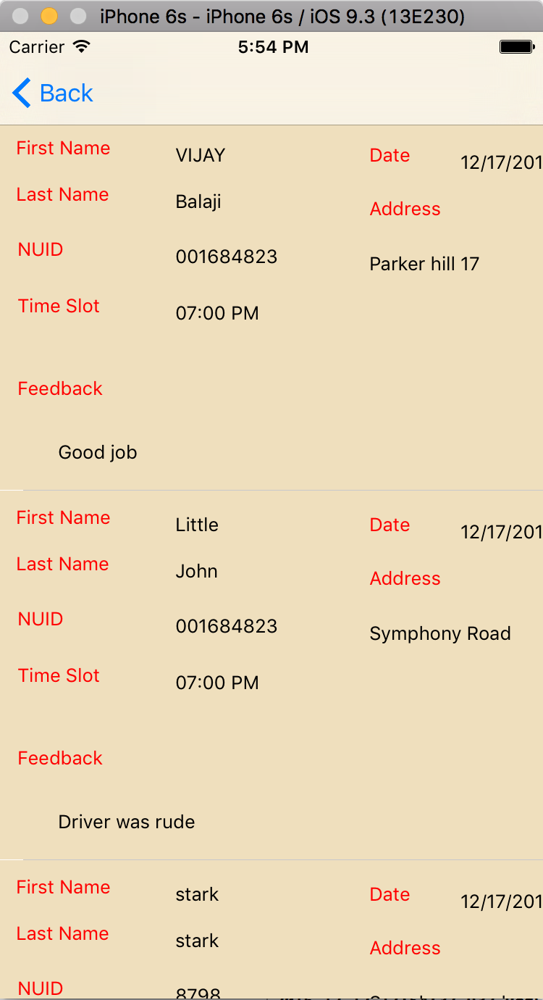 iPhone 6s - iPhone 6s / iOS 9.3 (13E230)
Carrier 5:54 PM
Back
First Name VIJAY Date 12/17/201
Last Name Balaji Address
NUID 001684823 Parker hill 17
Time Slot 07:00 PM
Feedback
Good job
First Name Little Date 12/17/201
Last Name John Address
NUID 001684823 Symphony Road
Time Slot 07:00 PM
Feedback
Driver was rude
First Name stark Date 12/17/201
Last Name stark Address
NUID 8798